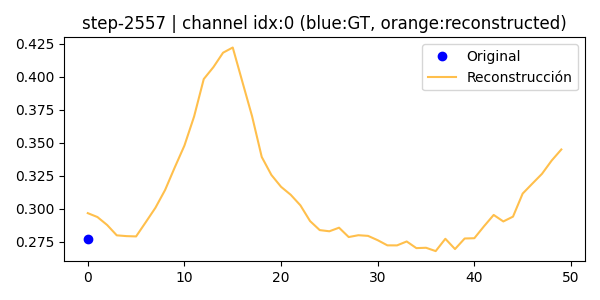 step-2557 | channel idx:0 (blue:GT, orange:reconstructed)
0.425
0.400
0.375
0.350
0.325
0.300
0.275
Original
Reconstrucción
0 10 20 30 40 50